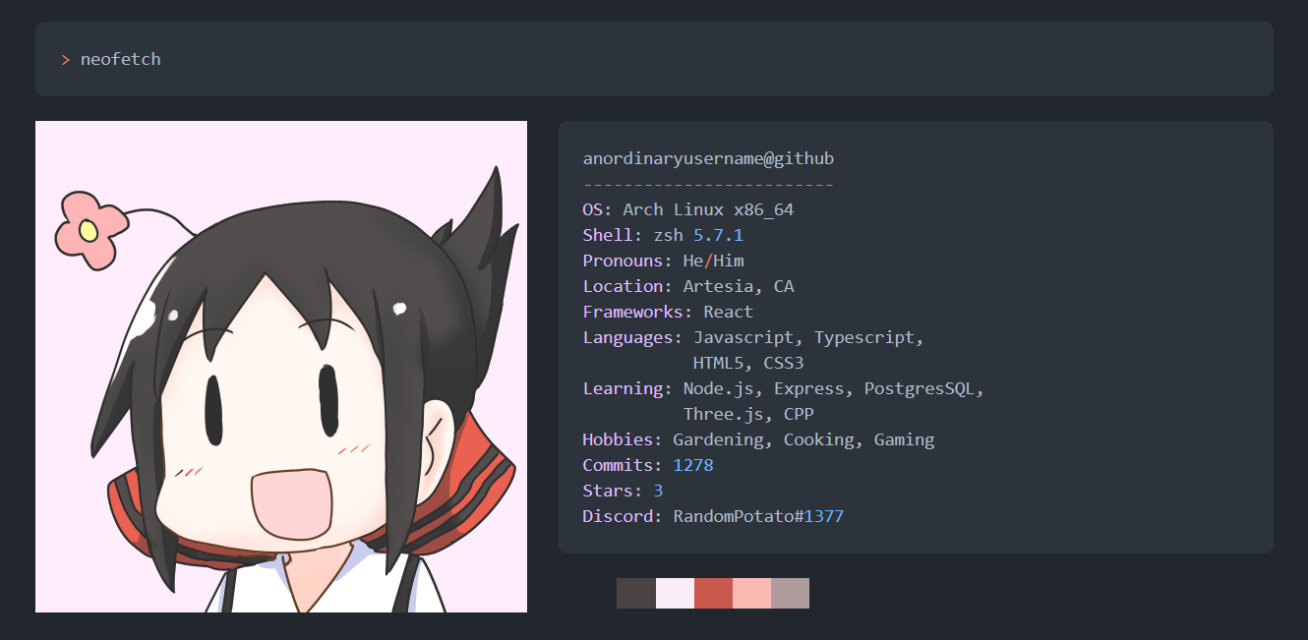 > neofetch
anordinaryusername@github
-------------------------
OS: Arch Linux x86_64
Shell: zsh 5.7.1
Pronouns: He/Him
Location: Artesia, CA
Frameworks: React
Languages: Javascript, Typescript,
HTML5, CSS3
Learning: Node.js, Express, PostgresSQL,
Three.js, CPP
Hobbies: Gardening, Cooking, Gaming
Commits: 1278
Stars: 3
Discord: RandomPotato#1377